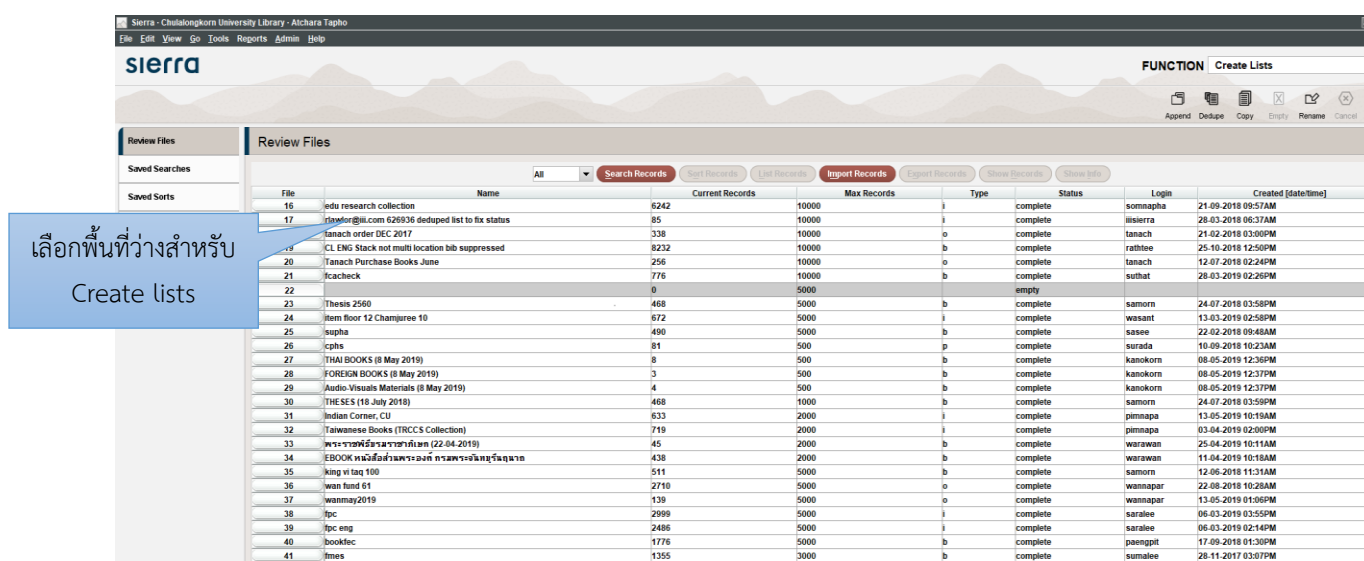 Sierra - Chulalongkorn University Library - Atchara Tapho
File Edit View Go Tools Reports Admin Help
sierra
FUNCTION Create Lists
Append Dedupe Copy Empty Rename Cancel
Review Files
Review Files
Saved Searches
All Search Records Sort Records List Records Import Records Export Records Show Records Show Info
Saved Sorts
File Name Current Records Max Records Type Status Login Created [date/time]
16 edu research collection 6242 10000 i complete somnapha 21-09-2018 09:57AM
17 rlawfor@iii.com 626936 deduped list to fix status 85 10000 i complete iiisierra 28-03-2018 06:37AM
tanach order DEC 2017 338 10000 o complete tanach 21-02-2018 03:00PM
19 CL ENG Stack not multi location bib suppressed 8232 10000 b complete rathtee 25-10-2018 12:50PM
20 Tanach Purchase Books June 256 10000 o complete tanach 12-07-2018 02:24PM
21 fcacheck 776 10000 b complete suthat 28-03-2019 02:26PM
22 0 5000 empty
23 Thesis 2560 468 5000 b complete samorn 24-07-2018 03:58PM
24 item floor 12 Chamjuree 10 672 5000 i complete wasant 13-03-2019 02:58PM
25 supha 490 5000 b complete sasee 22-02-2018 09:48AM
26 cphs 81 500 p complete surada 10-09-2018 10:23AM
27 THAI BOOKS (8 May 2019) 8 500 b complete kanokorn 08-05-2019 12:36PM
28 FOREIGN BOOKS (8 May 2019) 3 500 b complete kanokorn 08-05-2019 12:37PM
29 Audio-Visuals Materials (8 May 2019) 4 500 b complete kanokorn 08-05-2019 12:37PM
30 THESES (18 July 2018) 468 1000 b complete samorn 24-07-2018 03:59PM
31 Indian Corner, CU 633 2000 i complete pimnapa 13-05-2019 10:19AM
32 Taiwanese Books (TRCCS Collection) 719 2000 i complete pimnapa 03-04-2019 02:00PM
33 พระราชพิธีบรมราชาภิเษก (22-04-2019) 45 2000 b complete warawan 25-04-2019 10:11AM
34 EBOOK หนังสือส่วนพระองค์ กรมพระจันทบุรีนฤนาถ 438 2000 b complete warawan 11-04-2019 10:18AM
35 king vi taq 100 511 5000 b complete samorn 12-06-2018 11:31AM
36 wan fund 61 2710 5000 o complete wannapar 22-08-2018 10:28AM
37 wanmay2019 139 5000 o complete wannapar 13-05-2019 01:06PM
38 fpc 2999 5000 i complete saralee 06-03-2019 03:55PM
39 fpc eng 2486 5000 i complete saralee 06-03-2019 02:14PM
40 bookfec 1776 5000 b complete paengpit 17-09-2018 01:30PM
41 fmes 1355 3000 b complete sumalee 28-11-2017 03:07PM
เลือกพื้นที่ว่างสำหรับ
Create lists